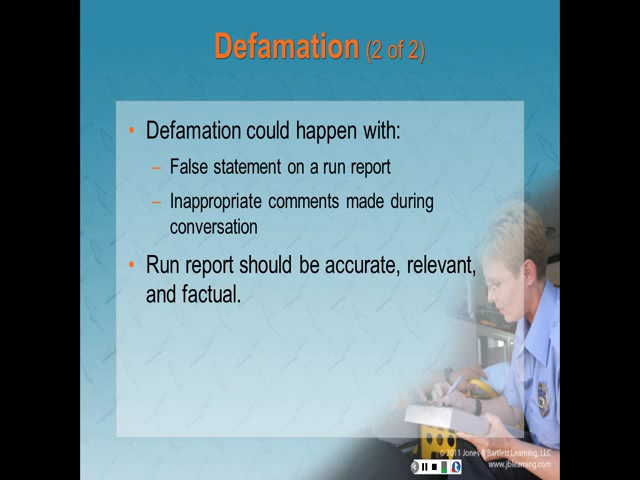 Defamation (2 of 2)
• Defamation could happen with:
– False statement on a run report
– Inappropriate comments made during
conversation
• Run report should be accurate, relevant,
and factual.
© 2011 Jones & Bartlett Learning, LLC
www.jblearning.com